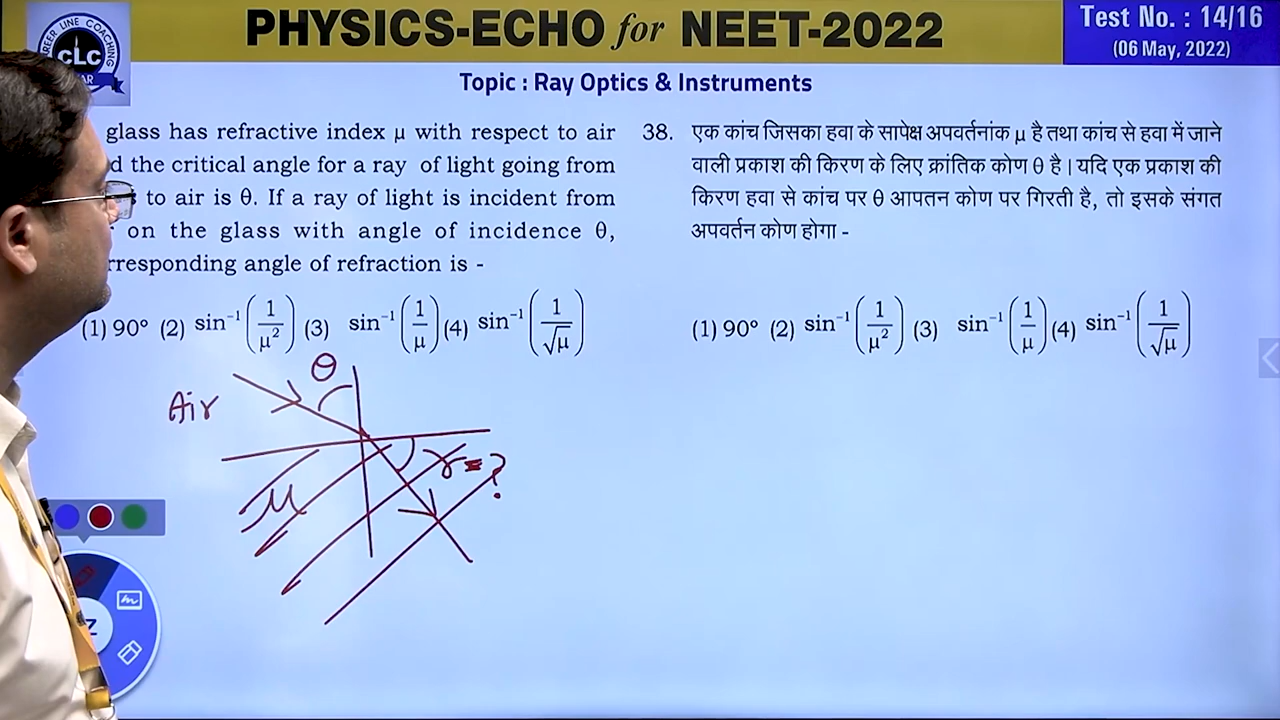 PHYSICS-ECHO for NEET-2022
Test No. : 14/16
(06 May, 2022)
CLC
Topic : Ray Optics & Instruments
glass has refractive index μ with respect to air
the critical angle for a ray of light going from
to air is θ. If a ray of light is incident from
on the glass with angle of incidence θ,
angle of refraction is -
(1) 90° (2) sin⁻¹(1/μ²) (3) sin⁻¹(1/μ) (4) sin⁻¹(1/√μ)
38. एक कांच जिसका हवा के सापेक्ष अपवर्तनांक μ है तथा कांच से हवा में जाने
वाली प्रकाश की किरण के लिए क्रांतिक कोण θ है। यदि एक प्रकाश की
किरण हवा से कांच पर θ आपतन कोण पर गिरती है, तो इसके संगत
अपवर्तन कोण होगा -
(1) 90° (2) sin⁻¹(1/μ²) (3) sin⁻¹(1/μ) (4) sin⁻¹(1/√μ)
θ
Air
r = ?
μ